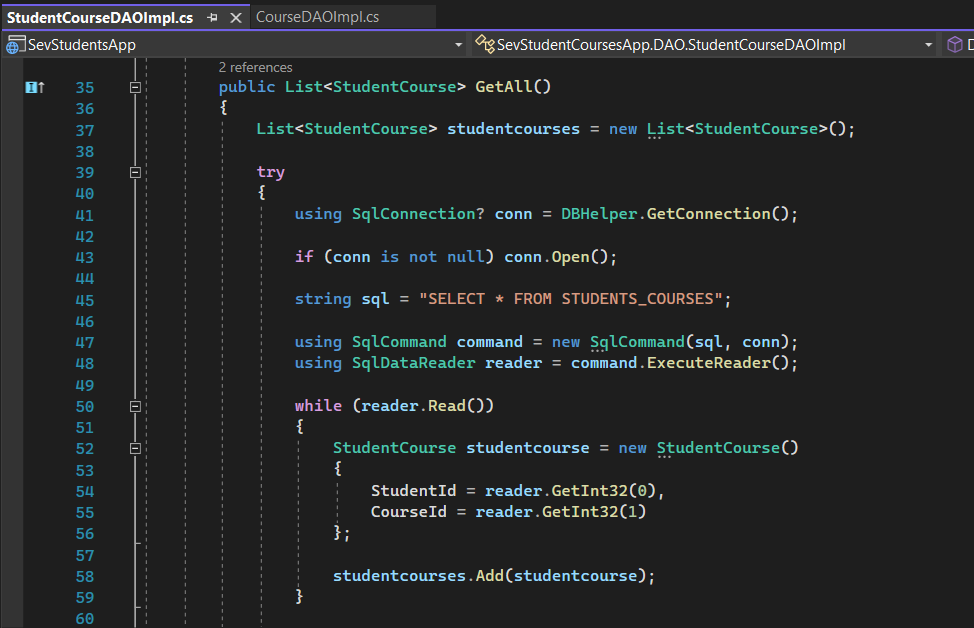 StudentCourseDAOImpl.cs CourseDAOImpl.cs
SevStudentsApp SevStudentCoursesApp.DAO.StudentCourseDAOImpl
2 references
35 public List<StudentCourse> GetAll()
36 {
37 List<StudentCourse> studentcourses = new List<StudentCourse>();
38
39 try
40 {
41 using SqlConnection? conn = DBHelper.GetConnection();
42
43 if (conn is not null) conn.Open();
44
45 string sql = "SELECT * FROM STUDENTS_COURSES";
46
47 using SqlCommand command = new SqlCommand(sql, conn);
48 using SqlDataReader reader = command.ExecuteReader();
49
50 while (reader.Read())
51 {
52 StudentCourse studentcourse = new StudentCourse()
53 {
54 StudentId = reader.GetInt32(0),
55 CourseId = reader.GetInt32(1)
56 };
57
58 studentcourses.Add(studentcourse);
59 }
60